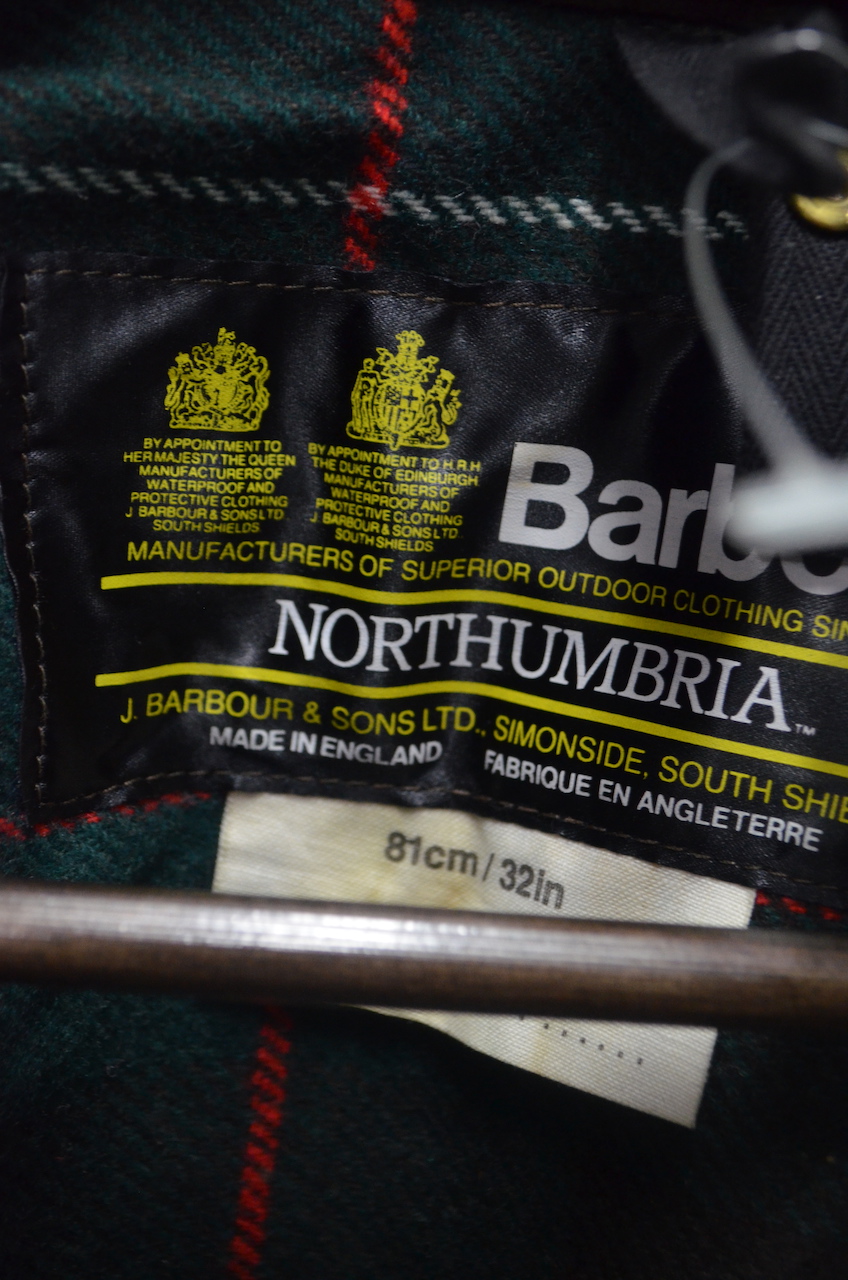 BY APPOINTMENT TO
HER MAJESTY THE QUEEN
MANUFACTURERS OF
WATERPROOF AND
PROTECTIVE CLOTHING
J BARBOUR & SONS LTD
SOUTH SHIELDS
BY APPOINTMENT TO H.R.H
THE DUKE OF EDINBURGH
MANUFACTURERS OF
WATERPROOF AND
PROTECTIVE CLOTHING
J. BARBOUR & SONS LTD.
SOUTH SHIELDS
Barbo
MANUFACTURERS OF SUPERIOR OUTDOOR CLOTHING SIN
NORTHUMBRIA™
J. BARBOUR & SONS LTD., SIMONSIDE, SOUTH SHIE
MADE IN ENGLAND FABRIQUE EN ANGLETERRE
81cm / 32in